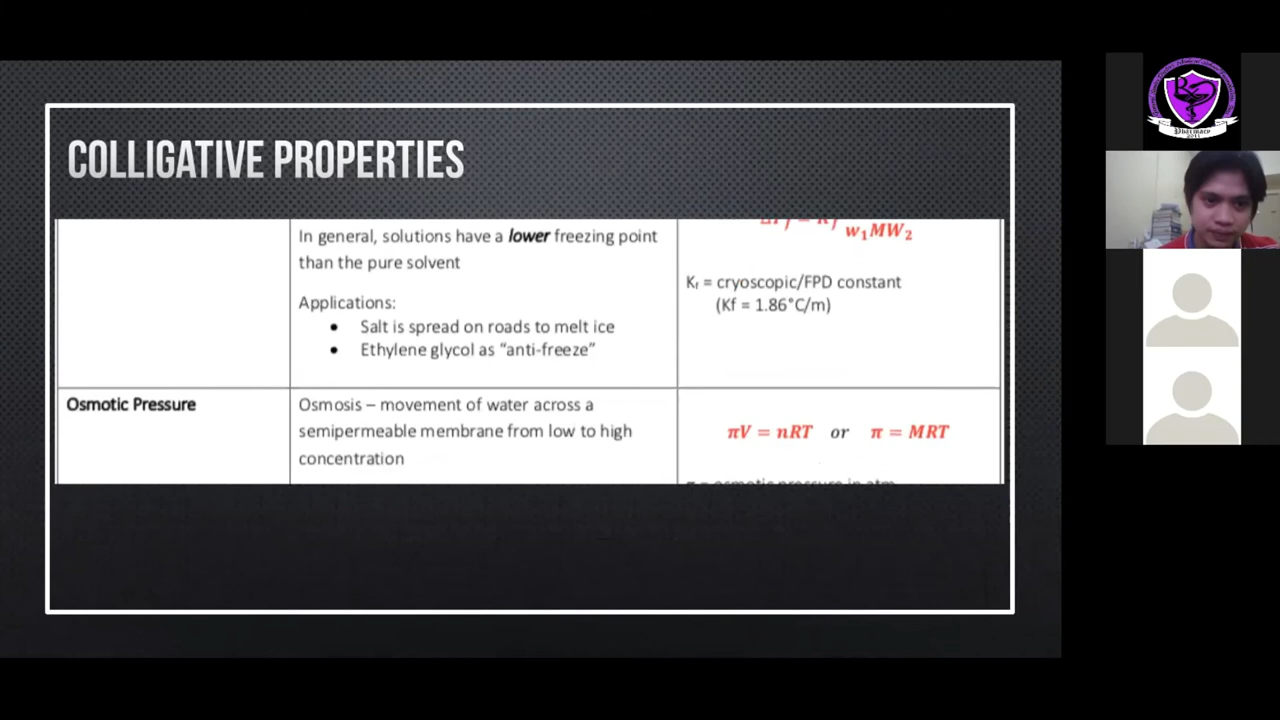 COLLIGATIVE PROPERTIES
In general, solutions have a lower freezing point
than the pure solvent
Applications:
• Salt is spread on roads to melt ice
• Ethylene glycol as “anti-freeze”
w₁MW₂
Kf = cryoscopic/FPD constant
(Kf = 1.86°C/m)
Osmotic Pressure
Osmosis – movement of water across a
semipermeable membrane from low to high
concentration
πV = nRT or π = MRT
Pharmacy
2011